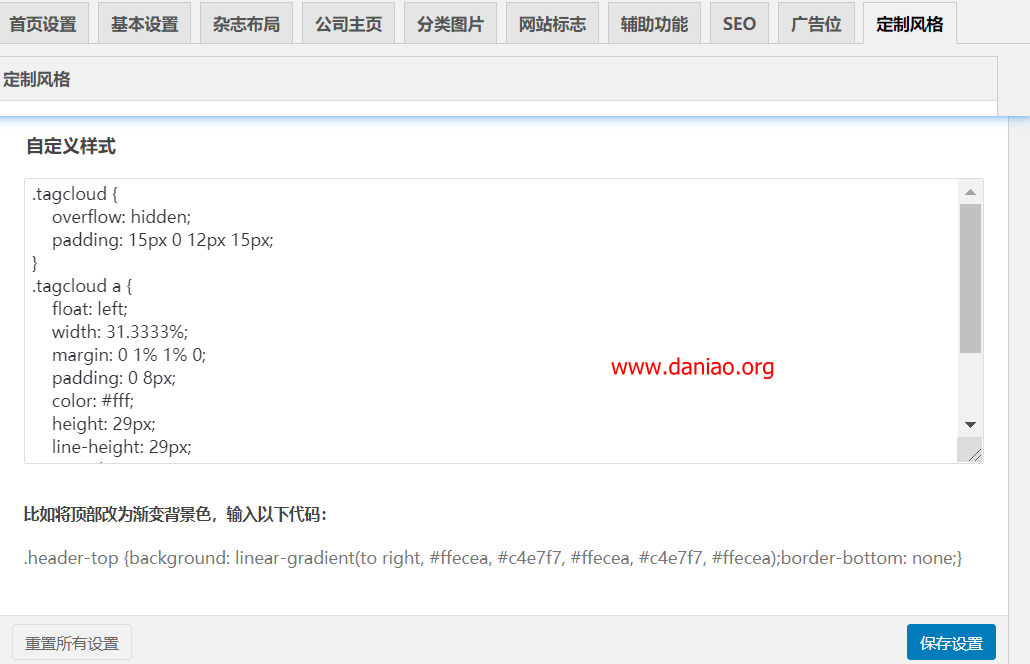 首页设置 基本设置 杂志布局 公司主页 分类图片 网站标志 辅助功能 SEO 广告位 定制风格
定制风格
自定义样式
.tagcloud {
overflow: hidden;
padding: 15px 0 12px 15px;
}
.tagcloud a {
float: left;
width: 31.3333%;
margin: 0 1% 1% 0;
padding: 0 8px;
color: #fff;
height: 29px;
line-height: 29px;
www.daniao.org
比如将顶部改为渐变背景色，输入以下代码：
.header-top {background: linear-gradient(to right, #ffecea, #c4e7f7, #ffecea, #c4e7f7, #ffecea);border-bottom: none;}
重置所有设置 保存设置